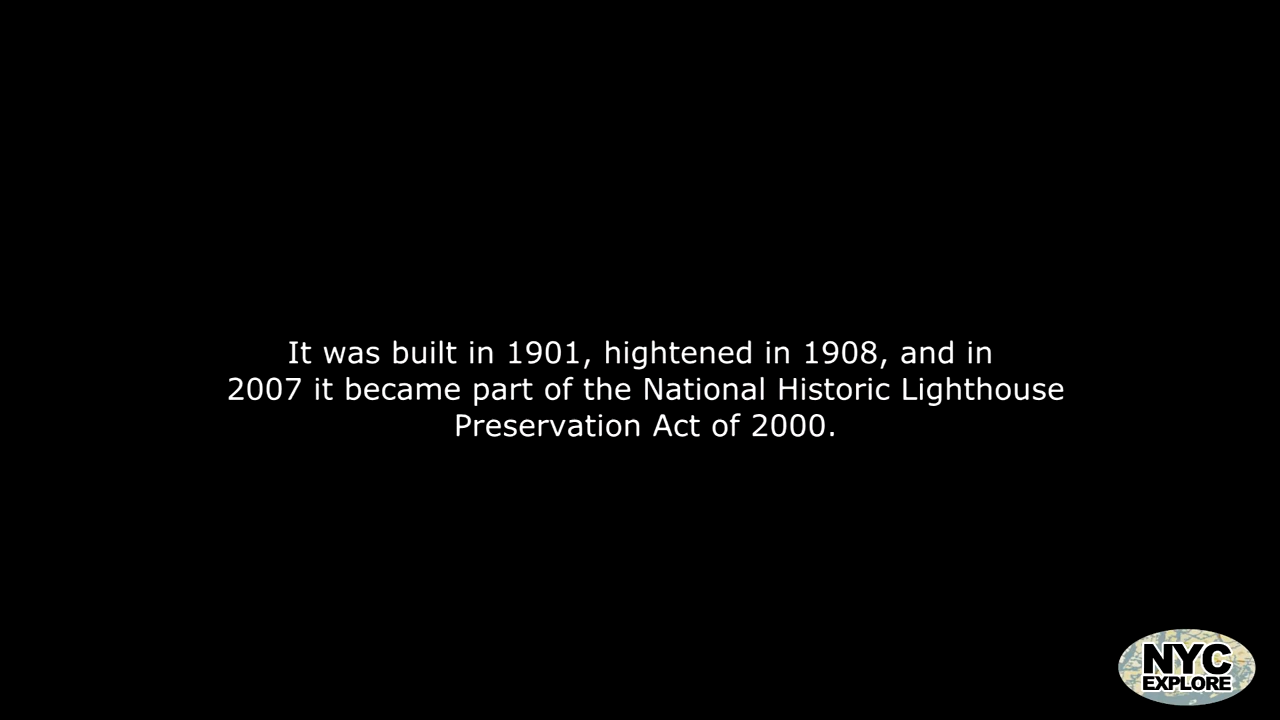 It was built in 1901, hightened in 1908, and in
2007 it became part of the National Historic Lighthouse
Preservation Act of 2000.
NYC
EXPLORE